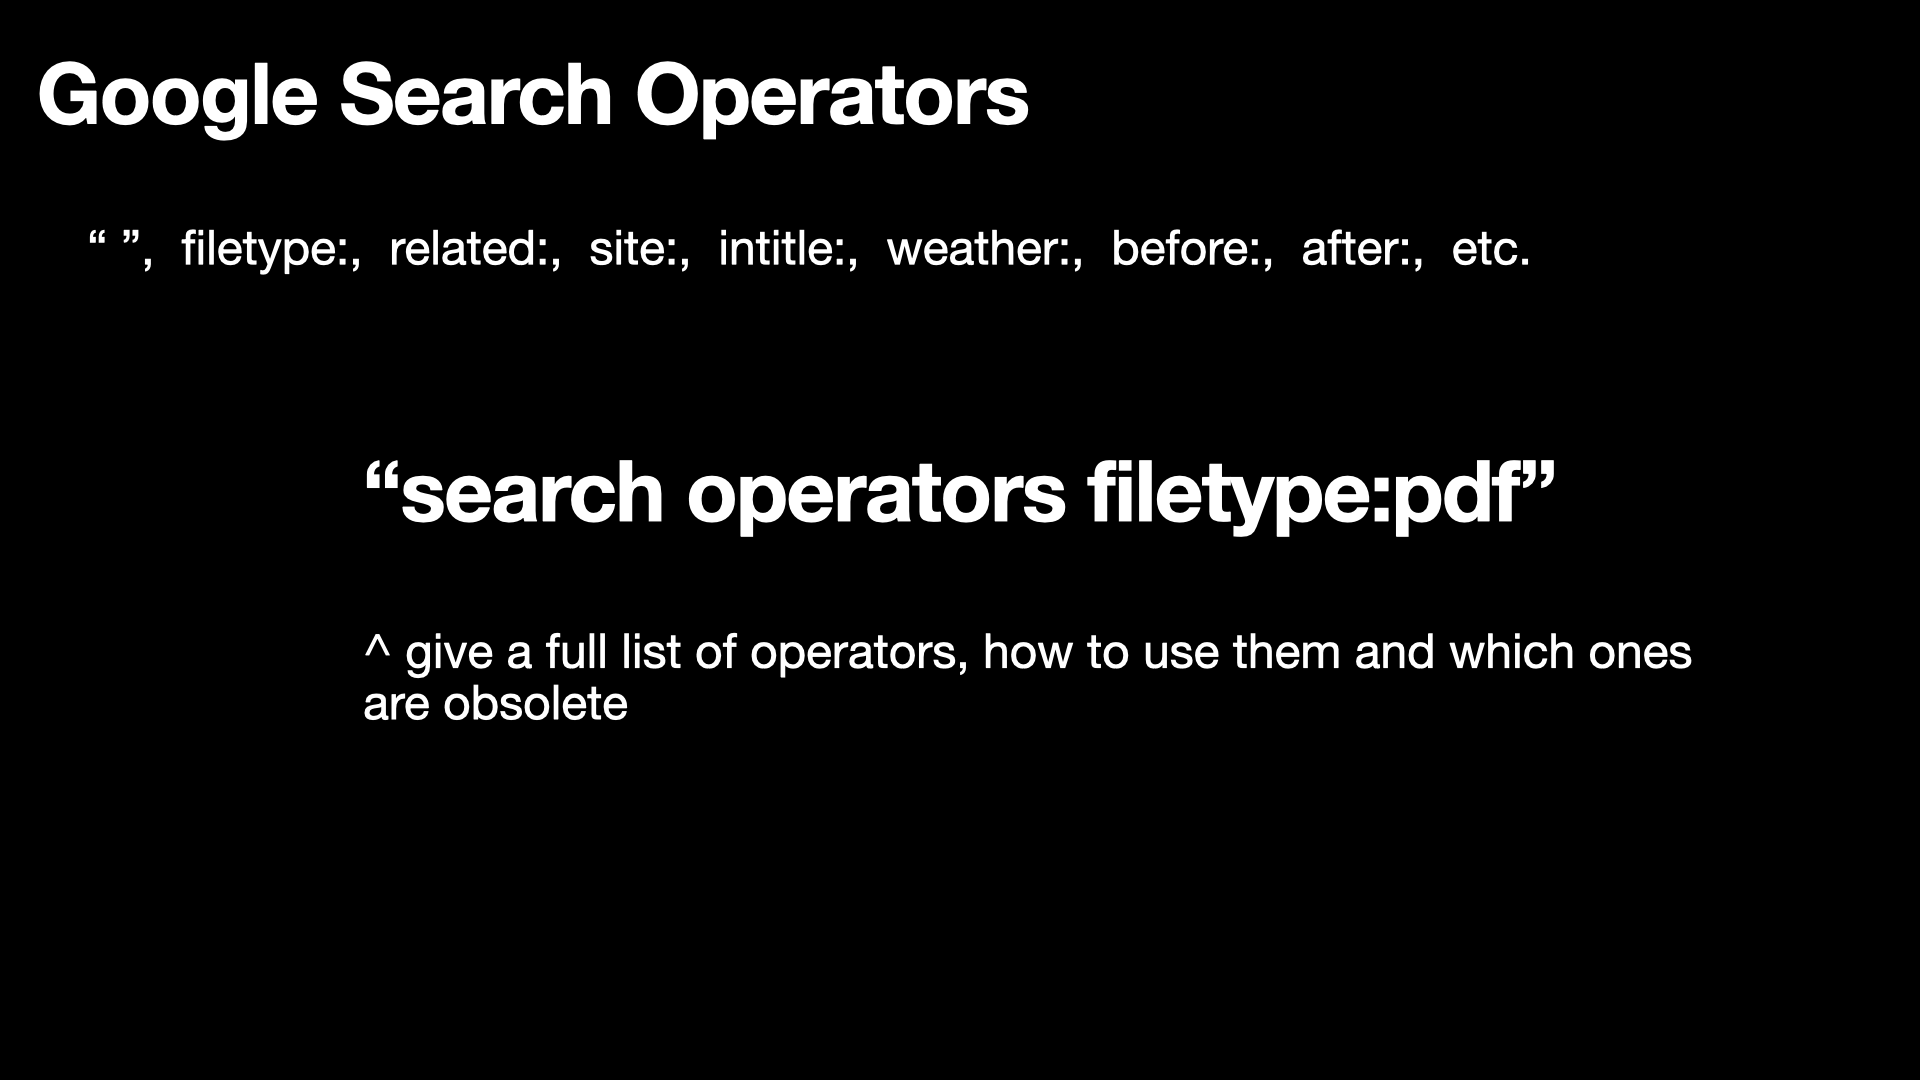 Google Search Operators
“ ”, filetype:, related:, site:, intitle:, weather:, before:, after:, etc.
“search operators filetype:pdf”
^ give a full list of operators, how to use them and which ones
are obsolete